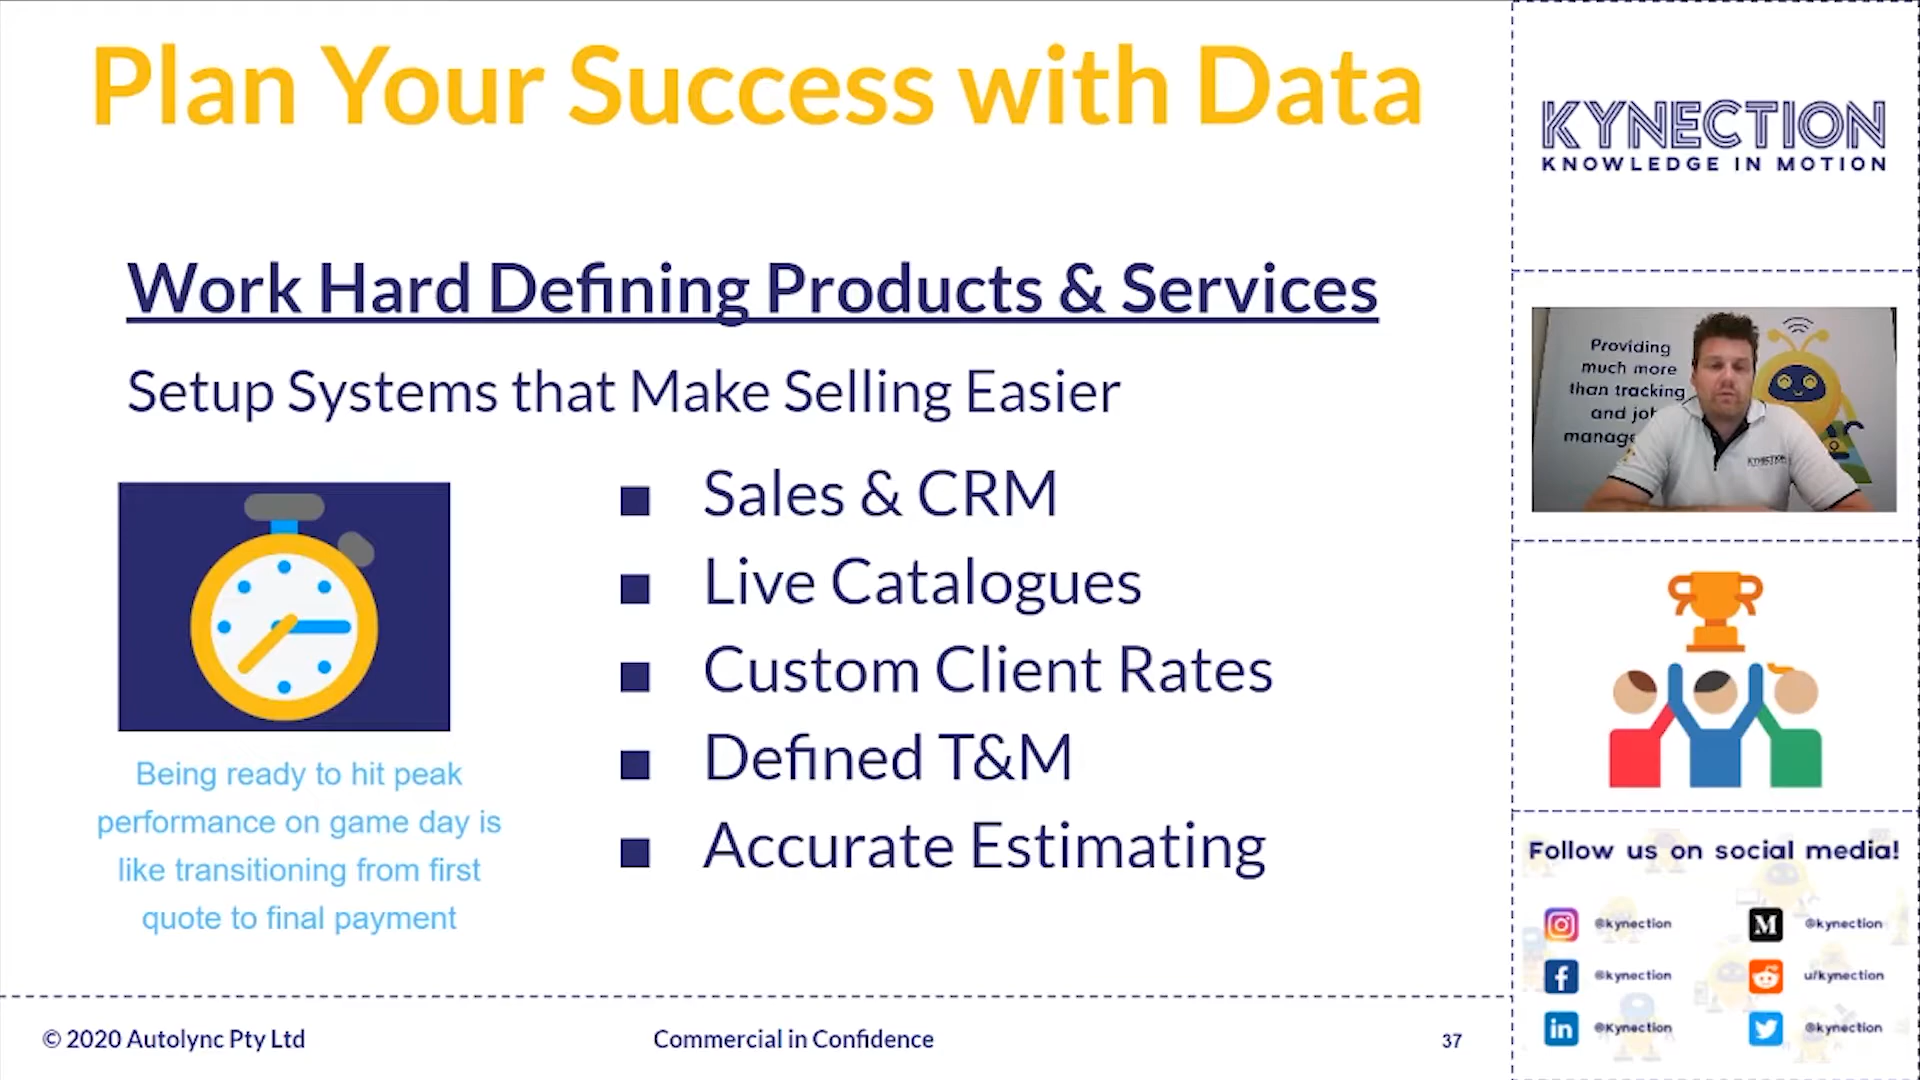 Plan Your Success with Data
KYNECTION
KNOWLEDGE IN MOTION
Work Hard Defining Products & Services
Setup Systems that Make Selling Easier
Providing
much more
than tracking
and
KYNECTION
■ Sales & CRM
■ Live Catalogues
■ Custom Client Rates
■ Defined T&M
■ Accurate Estimating
Being ready to hit peak
performance on game day is
like transitioning from first
quote to final payment
Follow us on social media!
@kynection
M @kynection
@kynection
u/kynection
in @Kynection
@kynection
© 2020 Autolync Pty Ltd
Commercial in Confidence
37